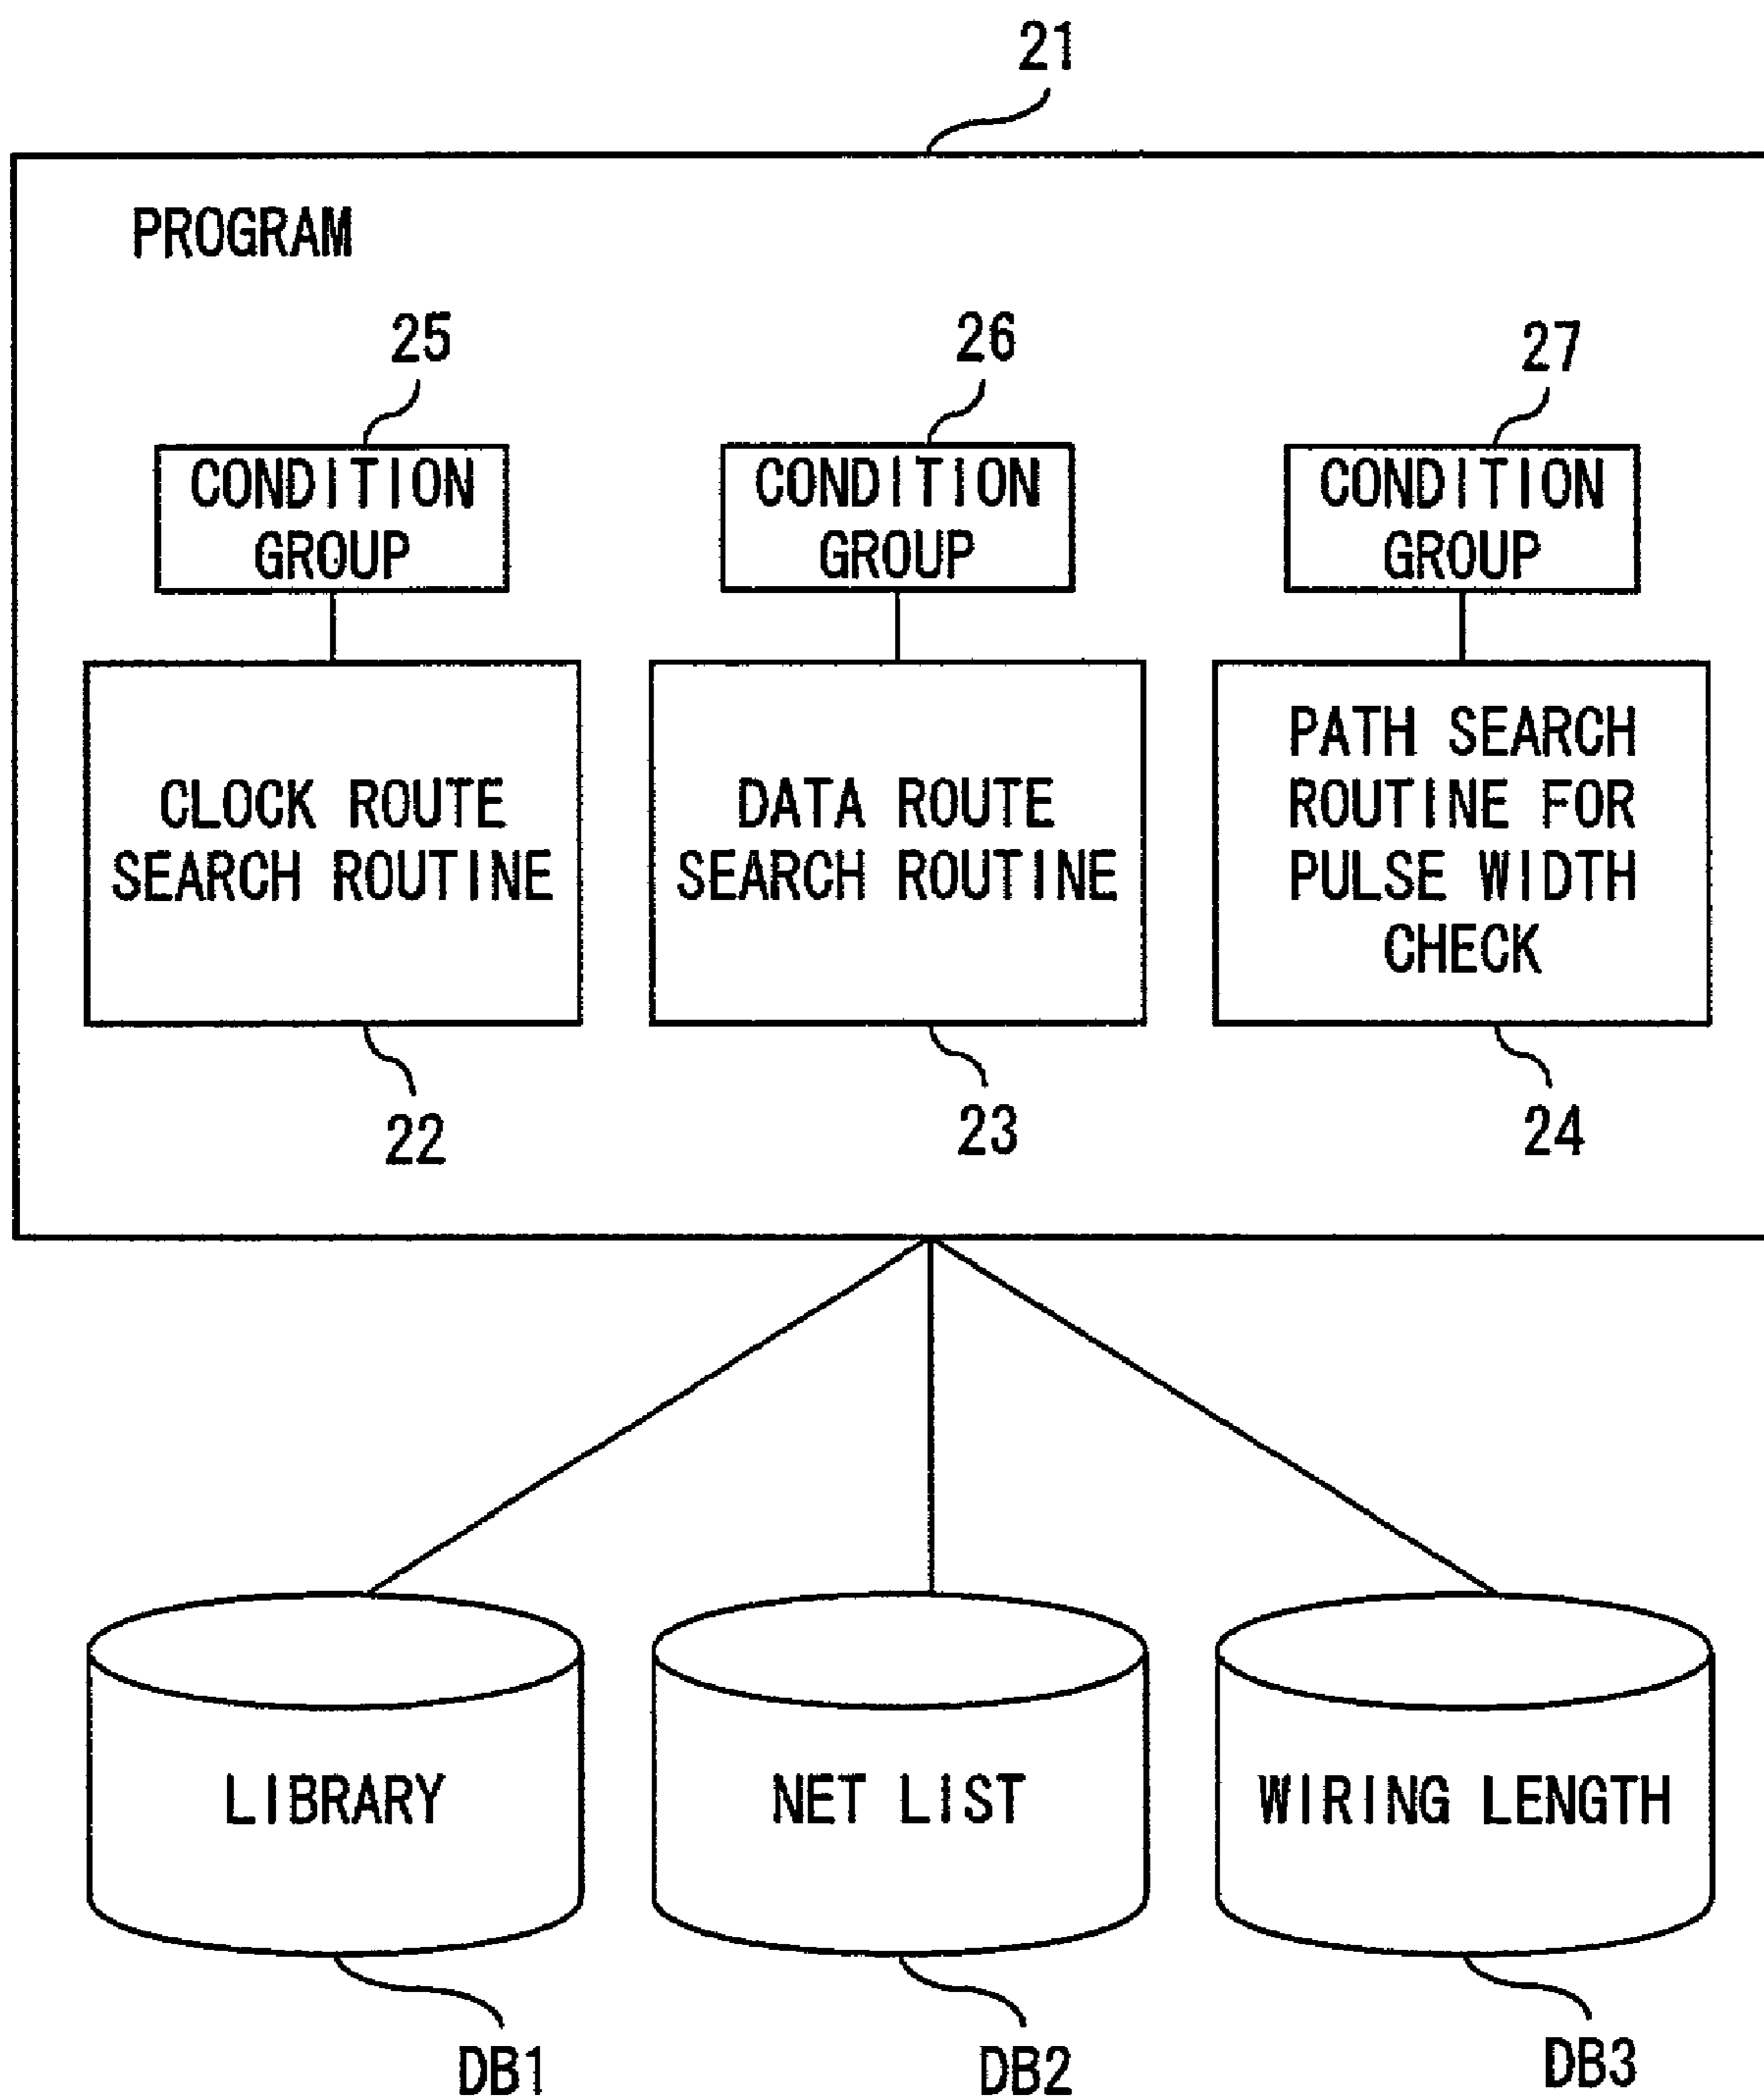 21
PROGRAM
25
26
27
CONDITION
GROUP
CONDITION
GROUP
CONDITION
GROUP
CLOCK ROUTE
SEARCH ROUTINE
DATA ROUTE
SEARCH ROUTINE
PATH SEARCH
ROUTINE FOR
PULSE WIDTH
CHECK
22
23
24
LIBRARY
NET LIST
WIRING LENGTH
DB1
DB2
DB3